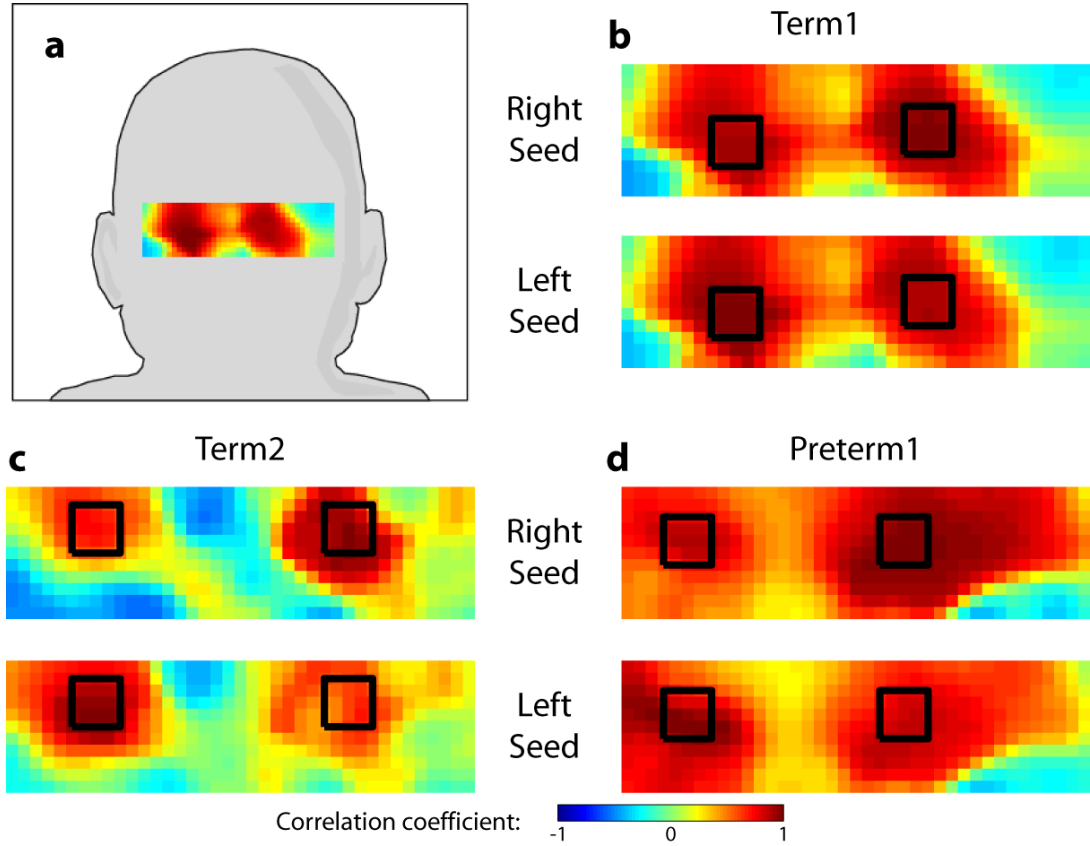 a
b
Term1
Right
Seed
Left
Seed
c
Term2
d
Preterm1
Right
Seed
Left
Seed
Correlation coefficient:
-1
0
1